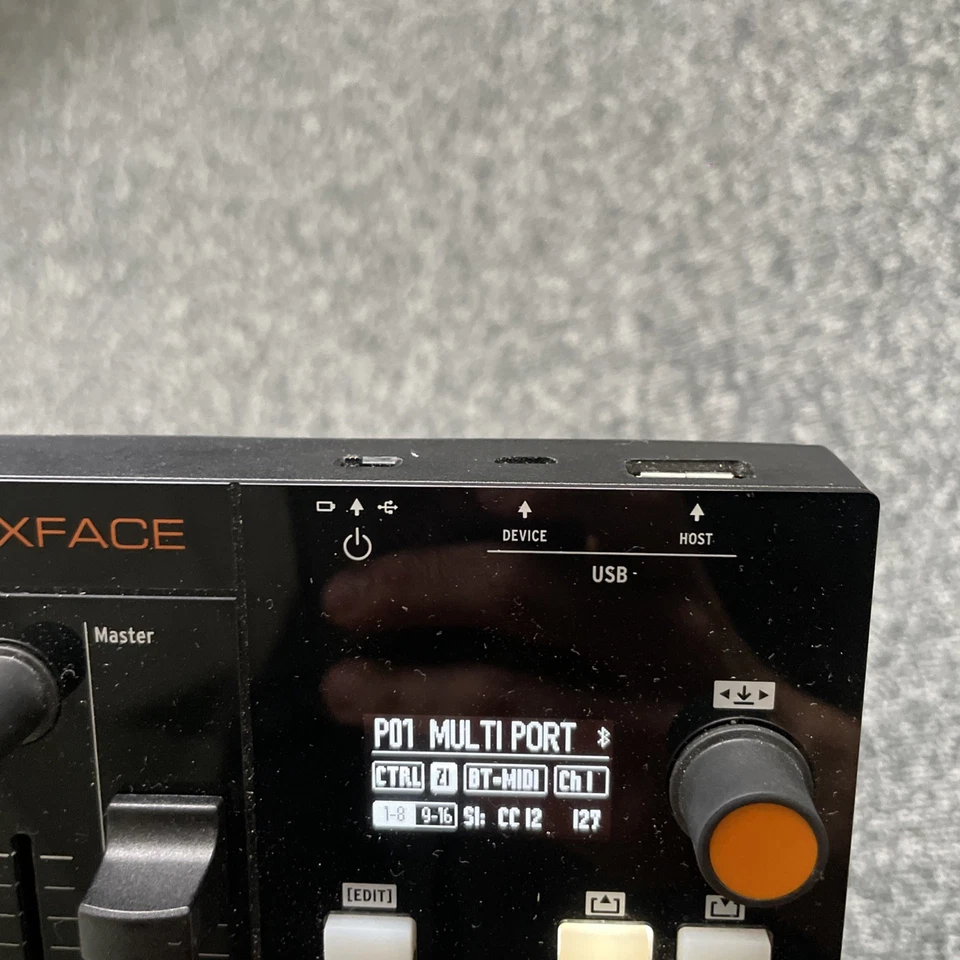 XFACE
DEVICE
HOST
USB
Master
P01 MULTI PORT
CTRL Z1 BT-MIDI Ch 1
1-8 9-16 S1: CC 12 127
[EDIT]